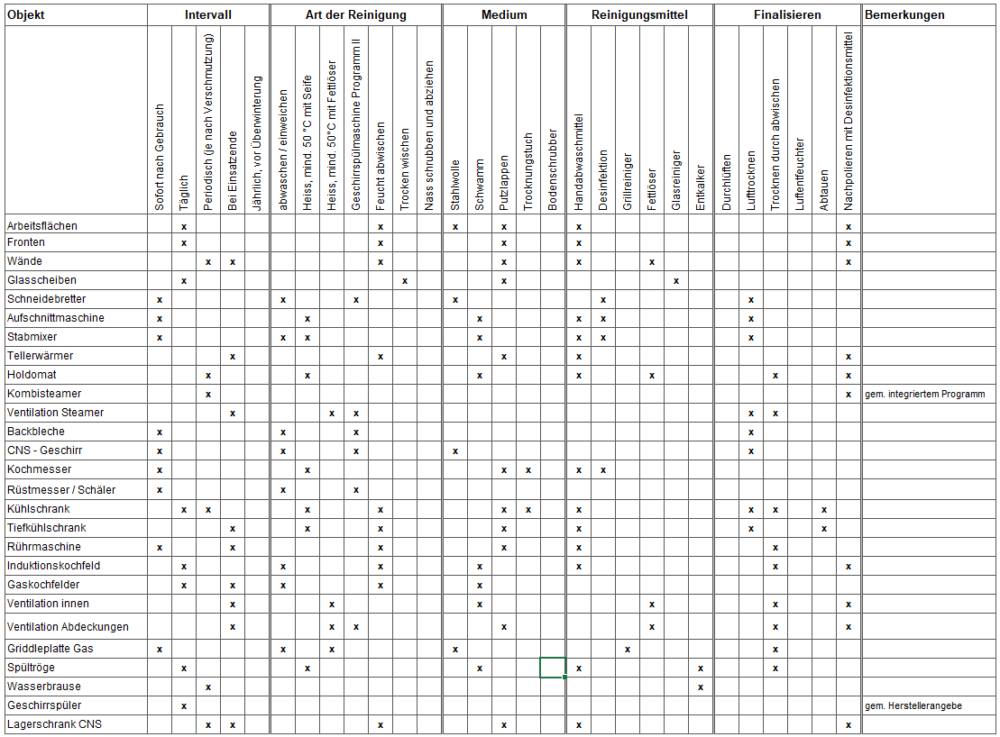 Objekt Intervall Art der Reinigung Medium Reinigungsmittel Finalisieren Bemerkungen
Sofort nach Gebrauch
Täglich
Periodisch (je nach Verschmutzung)
Bei Einsatzende
Jährlich, vor Überwinterung
abwaschen / einweichen
Heiss, mind. 50 °C mit Seife
Heiss, mind. 50°C mit Fettlöser
Geschirrspülmaschine Programm II
Feucht abwischen
Trocken wischen
Nass schrubben und abziehen
Stahlwolle
Schwamm
Putzlappen
Trocknungstuch
Bodenschrubber
Handabwaschmittel
Desinfektion
Grillreiniger
Fettlöser
Glasreiniger
Entkalker
Durchlüften
Lufttrocknen
Trocknen durch abwischen
Luftentfeuchter
Abtauen
Nachpolieren mit Desinfektionsmittel
Arbeitsflächen x x x x x x
Fronten x x x x x
Wände x x x x x x x
Glasscheiben x x x x
Schneidebretter x x x x x x
Aufschnittmaschine x x x x x x
Stabmixer x x x x x x x
Tellerwärmer x x x x x
Holdomat x x x x x x x
Kombisteamer x x gem. integriertem Programm
Ventilation Steamer x x x x x
Backbleche x x x x
CNS - Geschirr x x x x x
Kochmesser x x x x x x
Rüstmesser / Schäler x x x
Kühlschrank x x x x x x x x x x
Tiefkühlschrank x x x x x x x
Rührmaschine x x x x x x
Induktionskochfeld x x x x x x x
Gaskochfelder x x x x x
Ventilation innen x x x x x x
Ventilation Abdeckungen x x x x x x x
Griddleplatte Gas x x x x x x
Spültröge x x x x x x
Wasserbrause x x
Geschirrspüler x gem. Herstellerangebe
Lagerschrank CNS x x x x x x